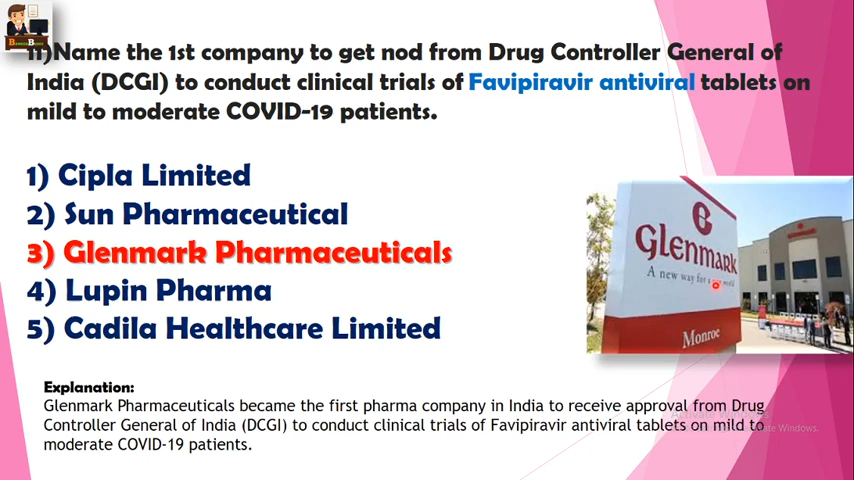 11)Name the 1st company to get nod from Drug Controller General of
India (DCGI) to conduct clinical trials of Favipiravir antiviral tablets on
mild to moderate COVID-19 patients.
1) Cipla Limited
2) Sun Pharmaceutical
3) Glenmark Pharmaceuticals
4) Lupin Pharma
5) Cadila Healthcare Limited
Glenmark
A new way for a new world
Monroe
Explanation:
Glenmark Pharmaceuticals became the first pharma company in India to receive approval from Drug
Controller General of India (DCGI) to conduct clinical trials of Favipiravir antiviral tablets on mild to
moderate COVID-19 patients.
Activate Windows